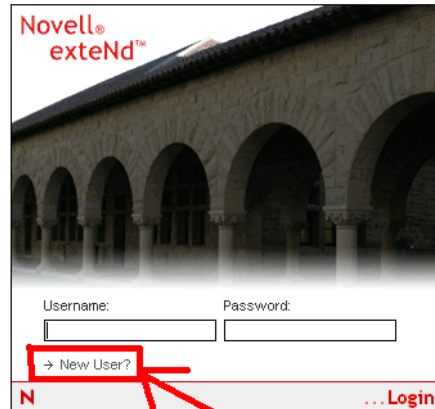 Novell®
exteNd™
Username: Password:
→ New User?
N ...Login